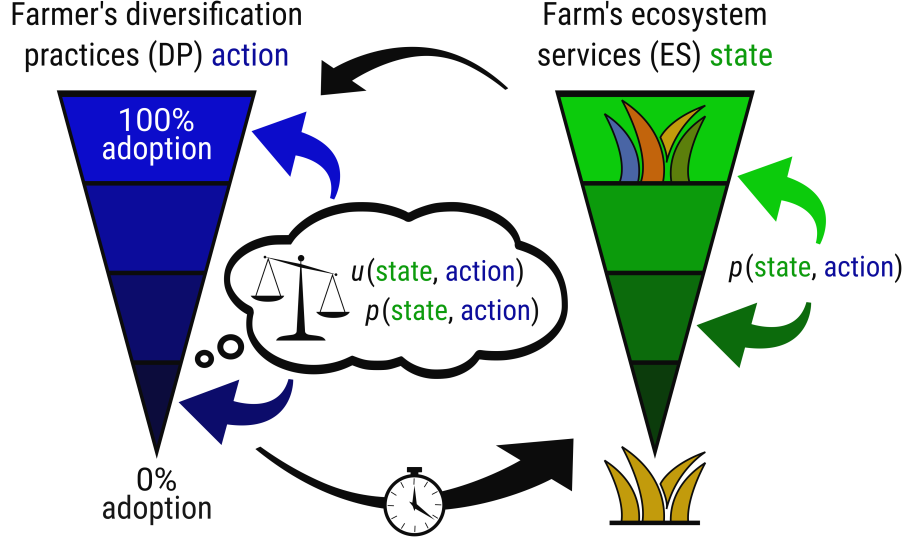 Farmer's diversification
practices (DP) action
Farm's ecosystem
services (ES) state
100%
adoption
u(state, action)
p(state, action)
p(state, action)
0%
adoption